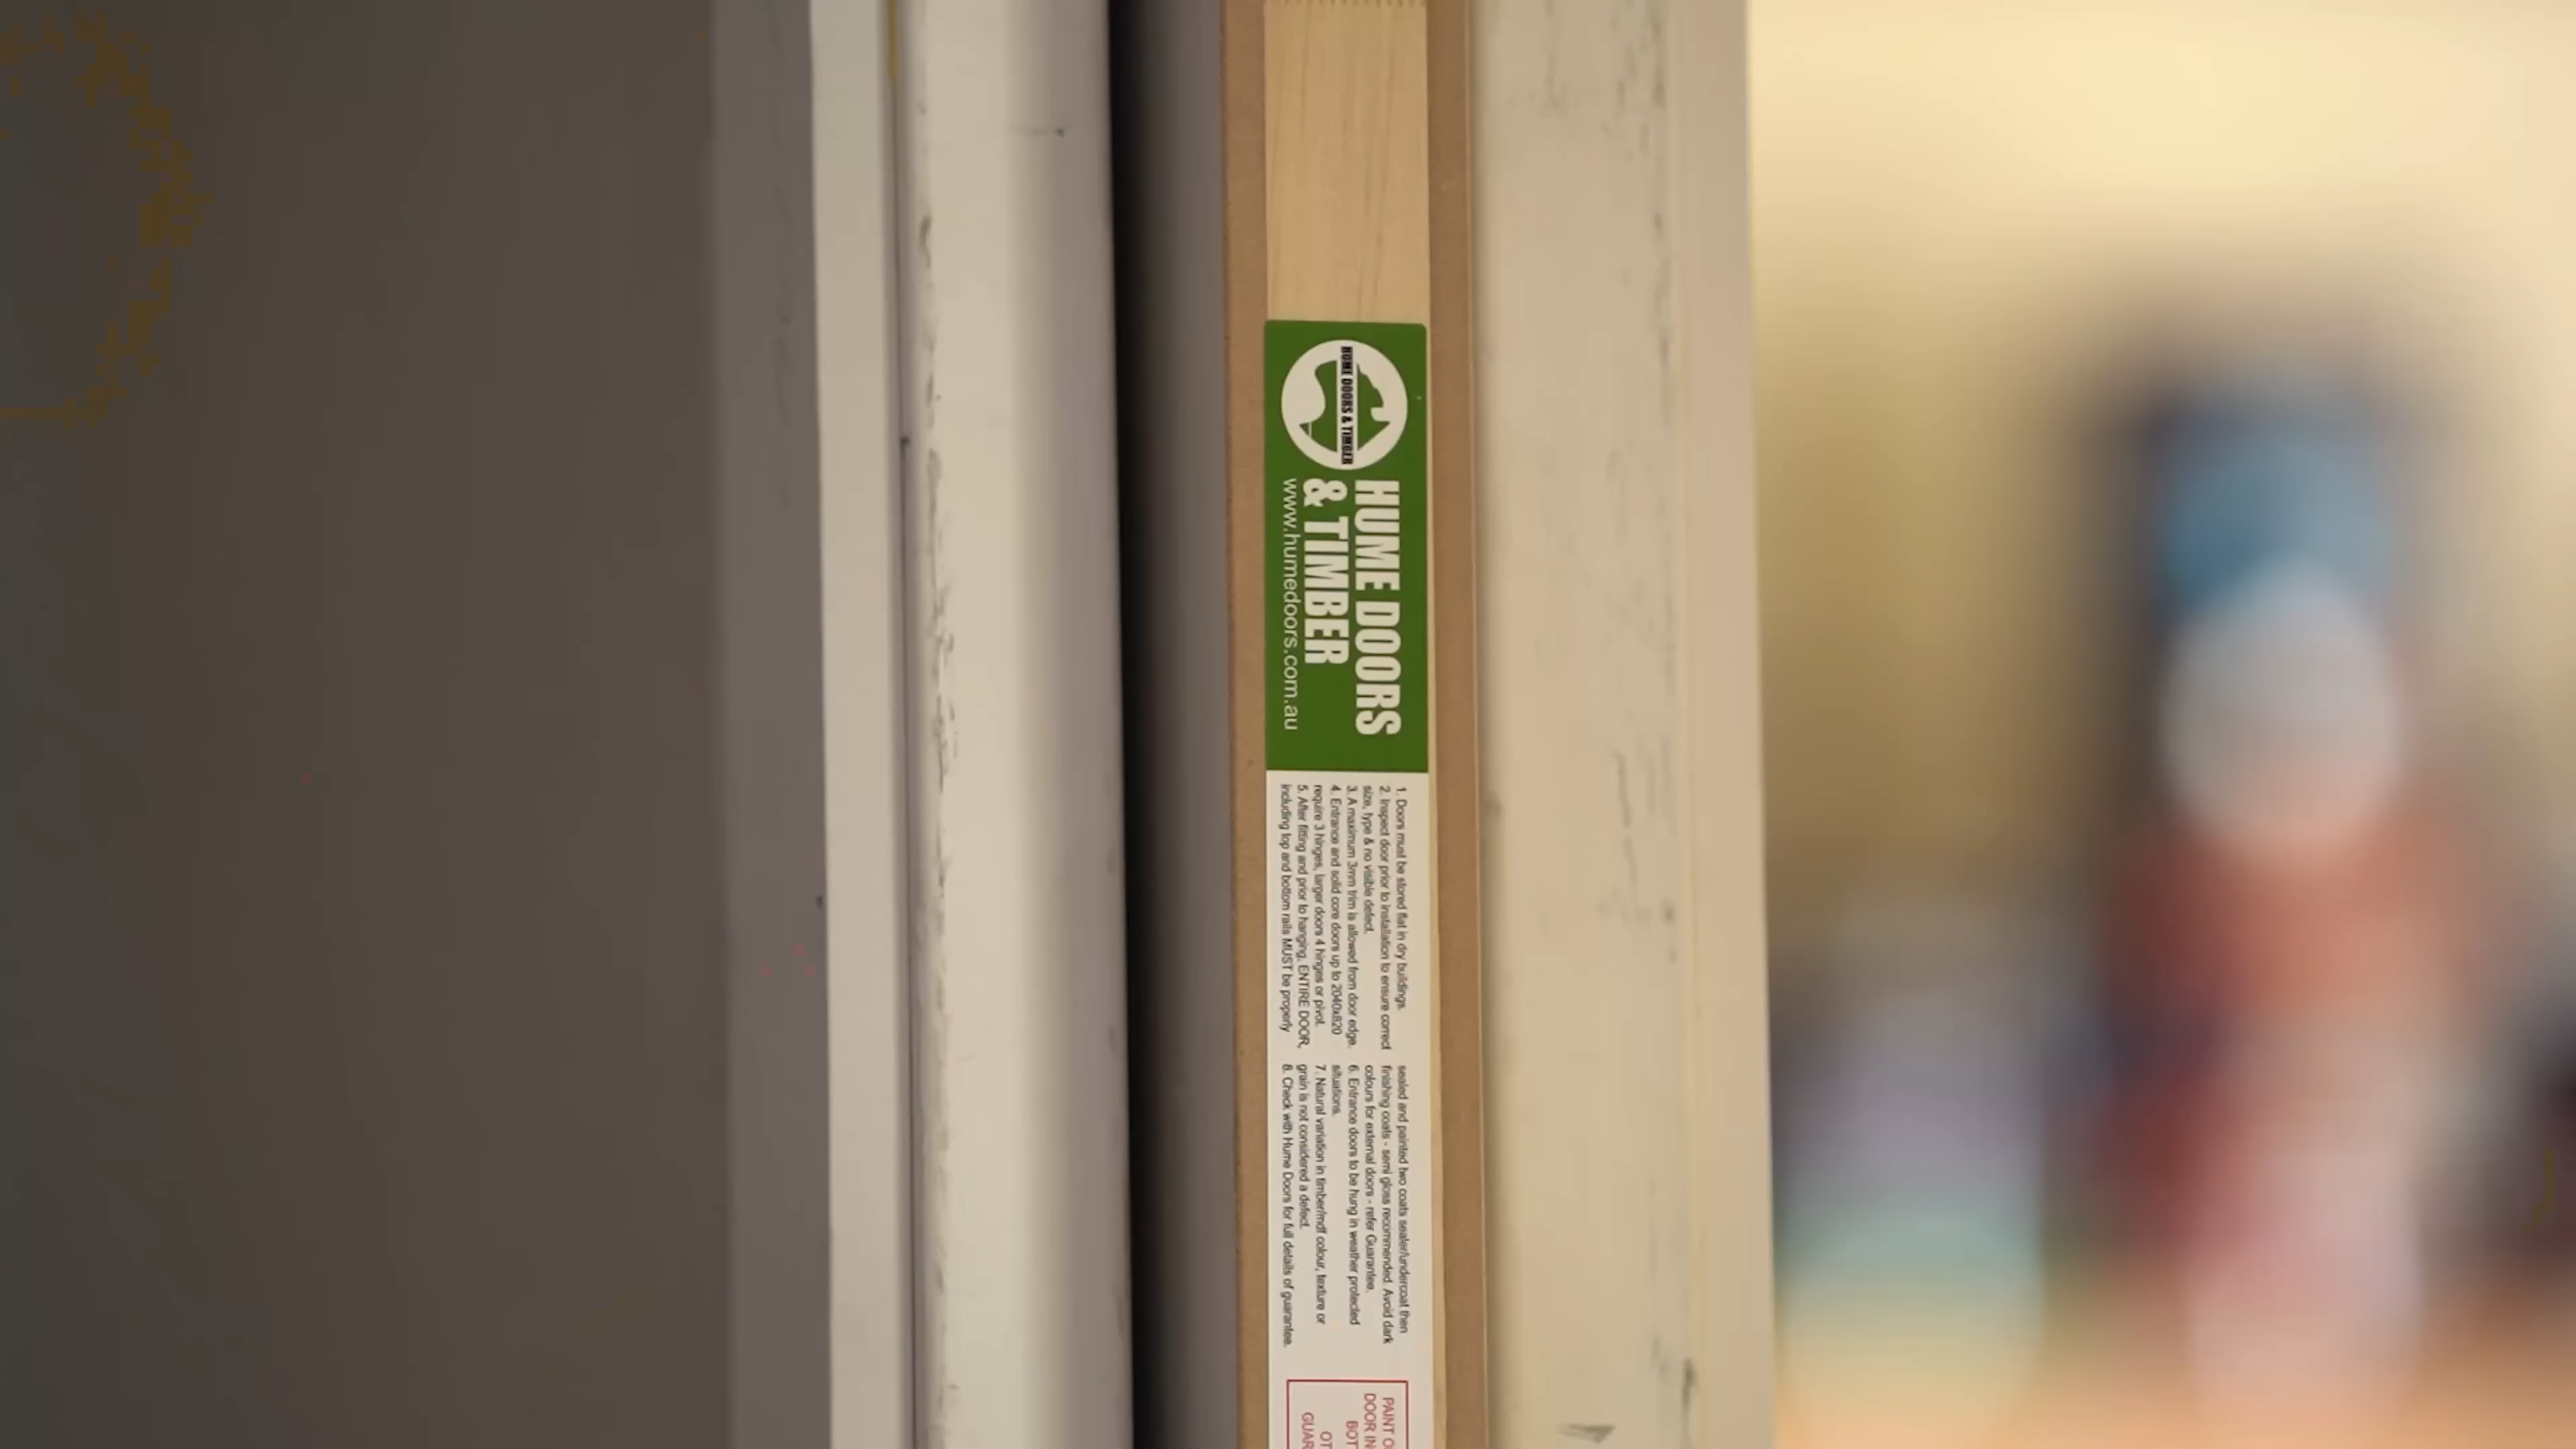 HUME DOORS & TIMBER
HUME DOORS
& TIMBER
www.humedoors.com.au
1. Doors must be stored flat in dry buildings.
2. Inspect door prior to installation to ensure correct
size, type & no visible defect.
3. A maximum 3mm trim is allowed from door edge.
4. Entrance and solid core doors up to 2040x820
require 3 hinges, larger doors 4 hinges or pivot.
5. After fitting and prior to hanging, ENTIRE DOOR,
including top and bottom rails MUST be properly
sealed and painted two coats sealer/undercoat then
finishing coats - semi gloss recommended. Avoid dark
colours for external doors - refer Guarantee.
6. Entrance doors to be hung in weather protected
situations.
7. Natural variation in timber/mdf colour, texture or
grain is not considered a defect.
8. Check with Hume Doors for full details of guarantee.
PAINT
DOOR IN